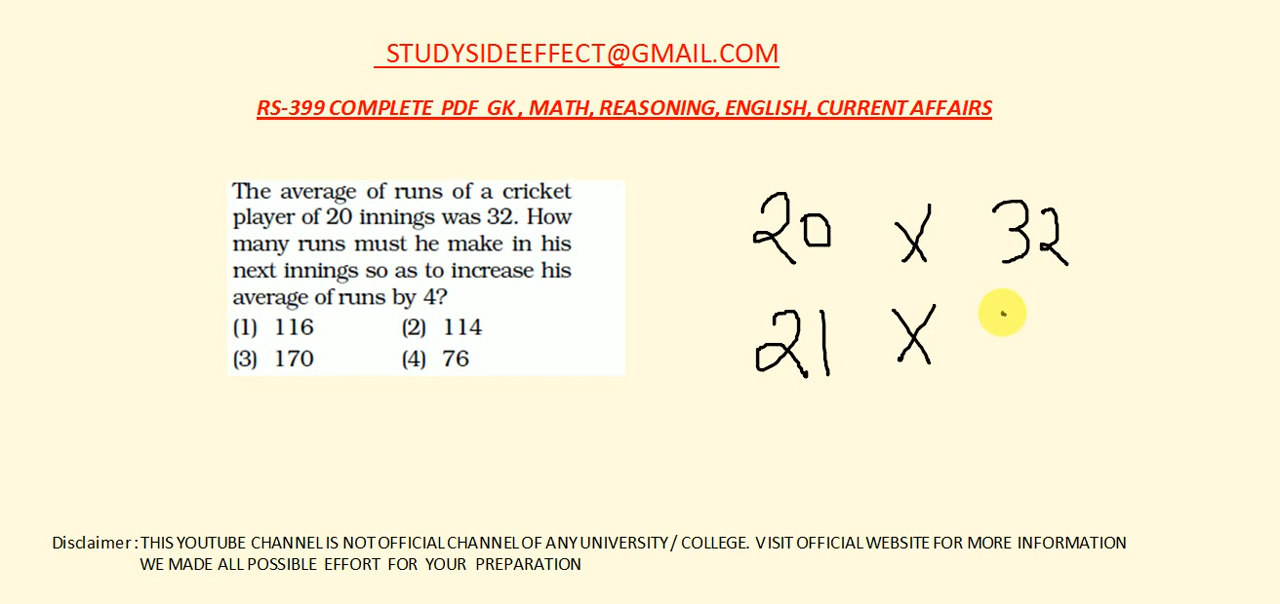 STUDYSIDEEFFECT@GMAIL.COM
RS-399 COMPLETE PDF GK , MATH, REASONING, ENGLISH, CURRENT AFFAIRS
The average of runs of a cricket
player of 20 innings was 32. How
many runs must he make in his
next innings so as to increase his
average of runs by 4?
(1) 116 (2) 114
(3) 170 (4) 76
20 X 32
21 X
Disclaimer : THIS YOUTUBE CHANNEL IS NOT OFFICIAL CHANNEL OF ANY UNIVERSITY / COLLEGE. VISIT OFFICIAL WEBSITE FOR MORE INFORMATION
WE MADE ALL POSSIBLE EFFORT FOR YOUR PREPARATION